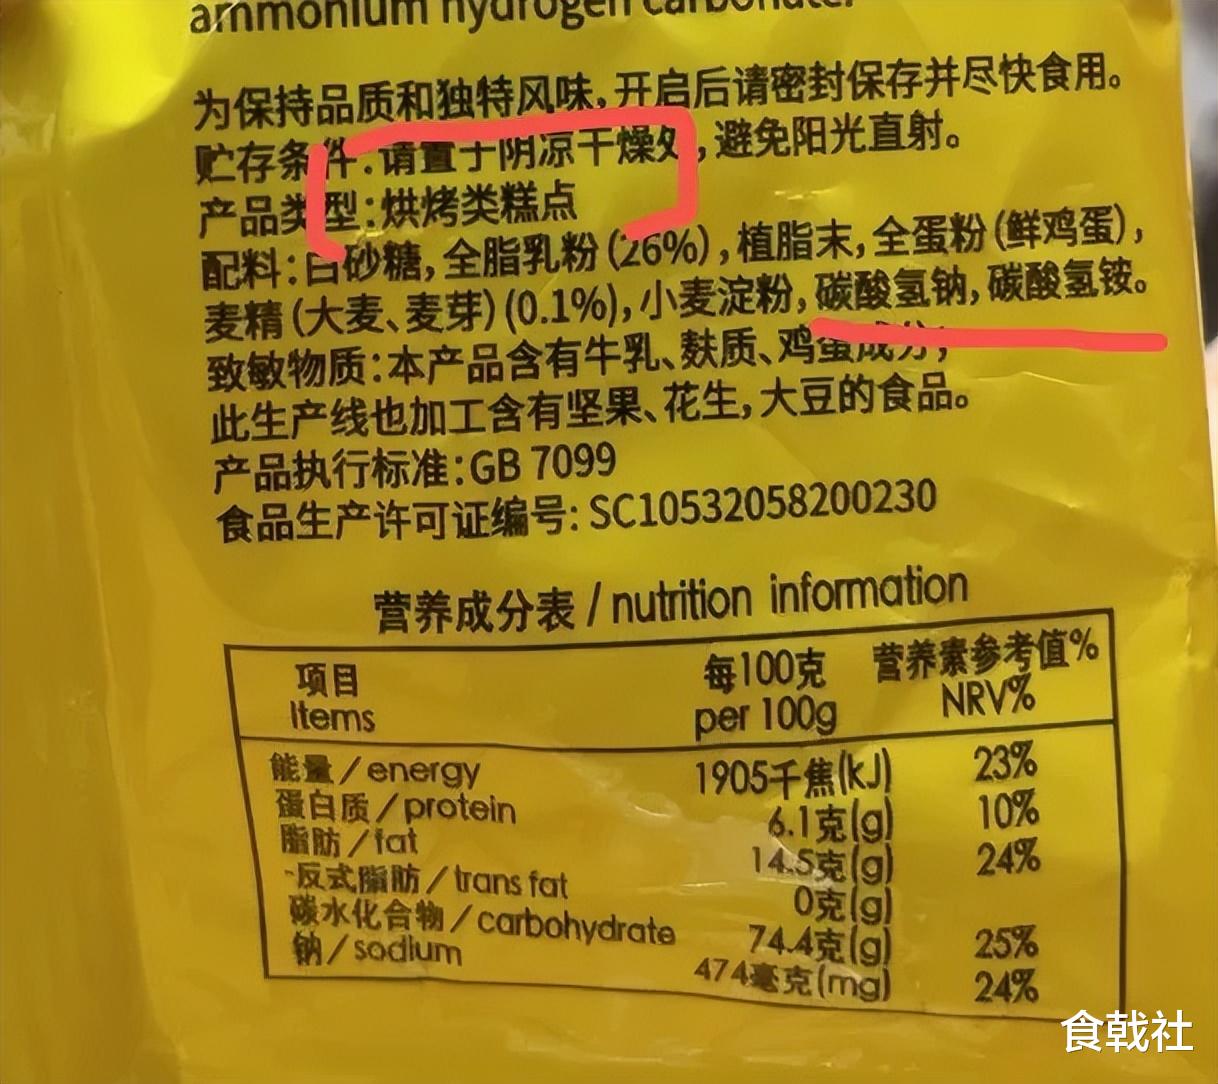 ammonium hydrogen carbonate.
为保持品质和独特风味,开启后请密封保存并尽快食用。
贮存条件:请置于阴凉干燥处,避免阳光直射。
产品类型:烘烤类糕点
配料:白砂糖,全脂乳粉(26%),植脂末,全蛋粉(鲜鸡蛋),
麦精(大麦、麦芽)(0.1%),小麦淀粉,碳酸氢钠,碳酸氢铵。
致敏物质:本产品含有牛乳、麸质、鸡蛋成分;
此生产线也加工含有坚果、花生,大豆的食品。
产品执行标准:GB 7099
食品生产许可证编号:SC10532058200230
营养成分表/nutrition information
项目 每100克 营养素参考值%
Items per 100g NRV%
能量/energy 1905千焦(kJ) 23%
蛋白质/protein 6.1克(g) 10%
脂肪/fat 14.5克(g) 24%
-反式脂肪/trans fat 0克(g)
碳水化合物/carbohydrate 74.4克(g) 25%
钠/sodium 474毫克(mg) 24%
食戟社